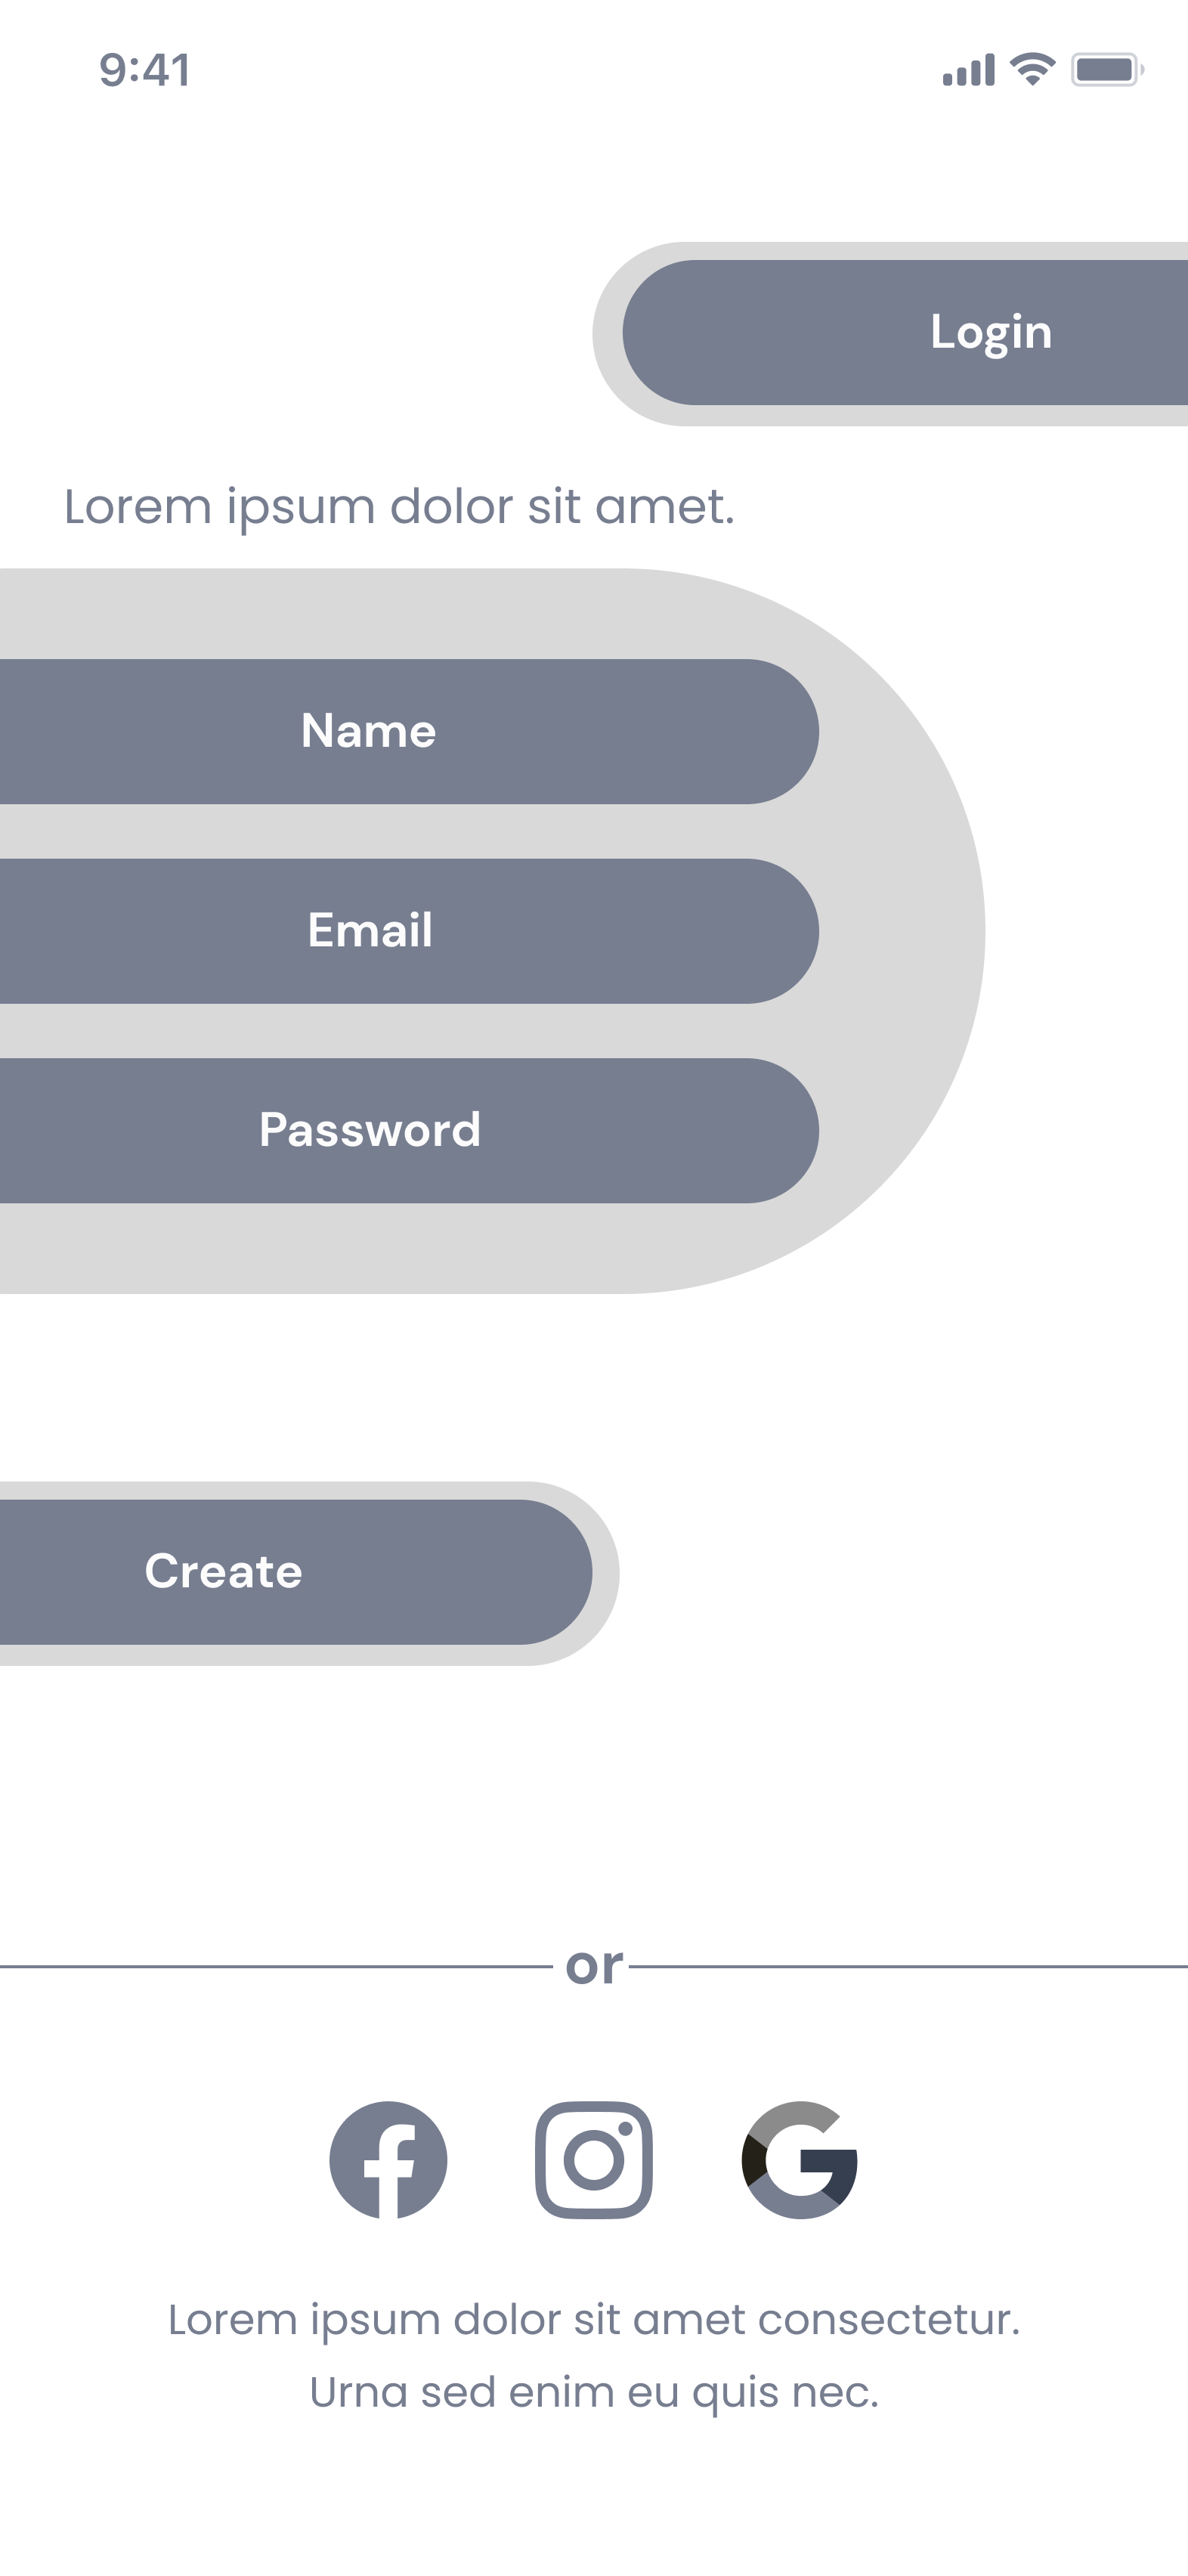 9:41
Login
Lorem ipsum dolor sit amet.
Name
Email
Password
Create
or
Lorem ipsum dolor sit amet consectetur.
Urna sed enim eu quis nec.